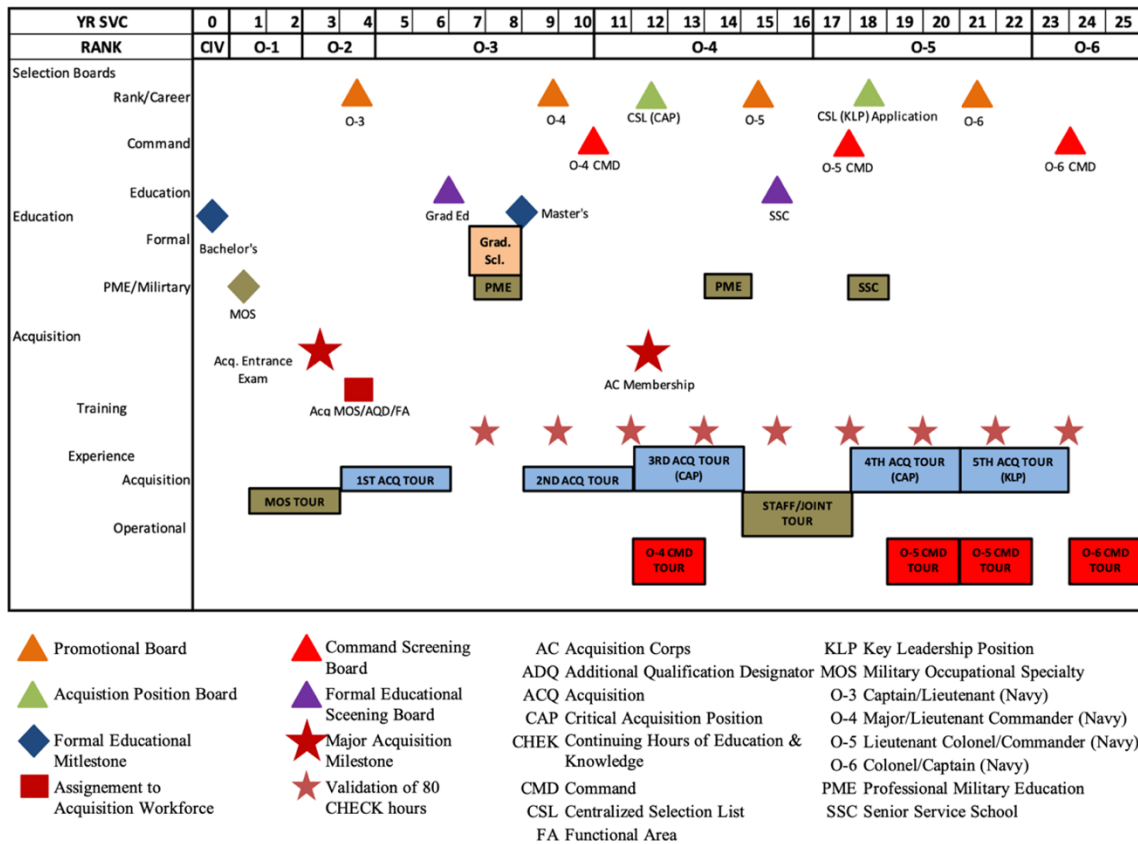 YR SVC 0 1 2 3 4 5 6 7 8 9 10 11 12 13 14 15 16 17 18 19 20 21 22 23 24 25
RANK CIV O-1 O-2 O-3 O-4 O-5 O-6
Selection Boards
Rank/Career
O-3
O-4
CSL (CAP)
O-5
CSL (KLP) Application
O-6
Command
O-4 CMD
O-5 CMD
O-6 CMD
Education
Grad Ed
Master's
SSC
Education
Bachelor's
Formal
Grad.
Scl.
PME/Milirtary
MOS
PME
PME
SSC
Acquisition
Acq. Entrance
Exam
AC Membership
Acq MOS/AQD/FA
Training
Experience
Acquisition
1ST ACQ TOUR
2ND ACQ TOUR
3RD ACQ TOUR
(CAP)
4TH ACQ TOUR
(CAP)
5TH ACQ TOUR
(KLP)
MOS TOUR
STAFF/JOINT
TOUR
Operational
O-4 CMD
TOUR
O-5 CMD
TOUR
O-5 CMD
TOUR
O-6 CMD
TOUR
Promotional Board
Acquistion Position Board
Formal Educational
Mitlestone
Assignement to
Acquisition Workforce
Command Screening
Board
Formal Educational
Sceening Board
Major Acquisition
Milestone
Validation of 80
CHECK hours
AC Acquisition Corps
ADQ Additional Qualification Designator
ACQ Acquisition
CAP Critical Acquisition Position
CHEK Continuing Hours of Education &
Knowledge
CMD Command
CSL Centralized Selection List
FA Functional Area
KLP Key Leadership Position
MOS Military Occupational Specialty
O-3 Captain/Lieutenant (Navy)
O-4 Major/Lieutenant Commander (Navy)
O-5 Lieutenant Colonel/Commander (Navy)
O-6 Colonel/Captain (Navy)
PME Professional Military Education
SSC Senior Service School